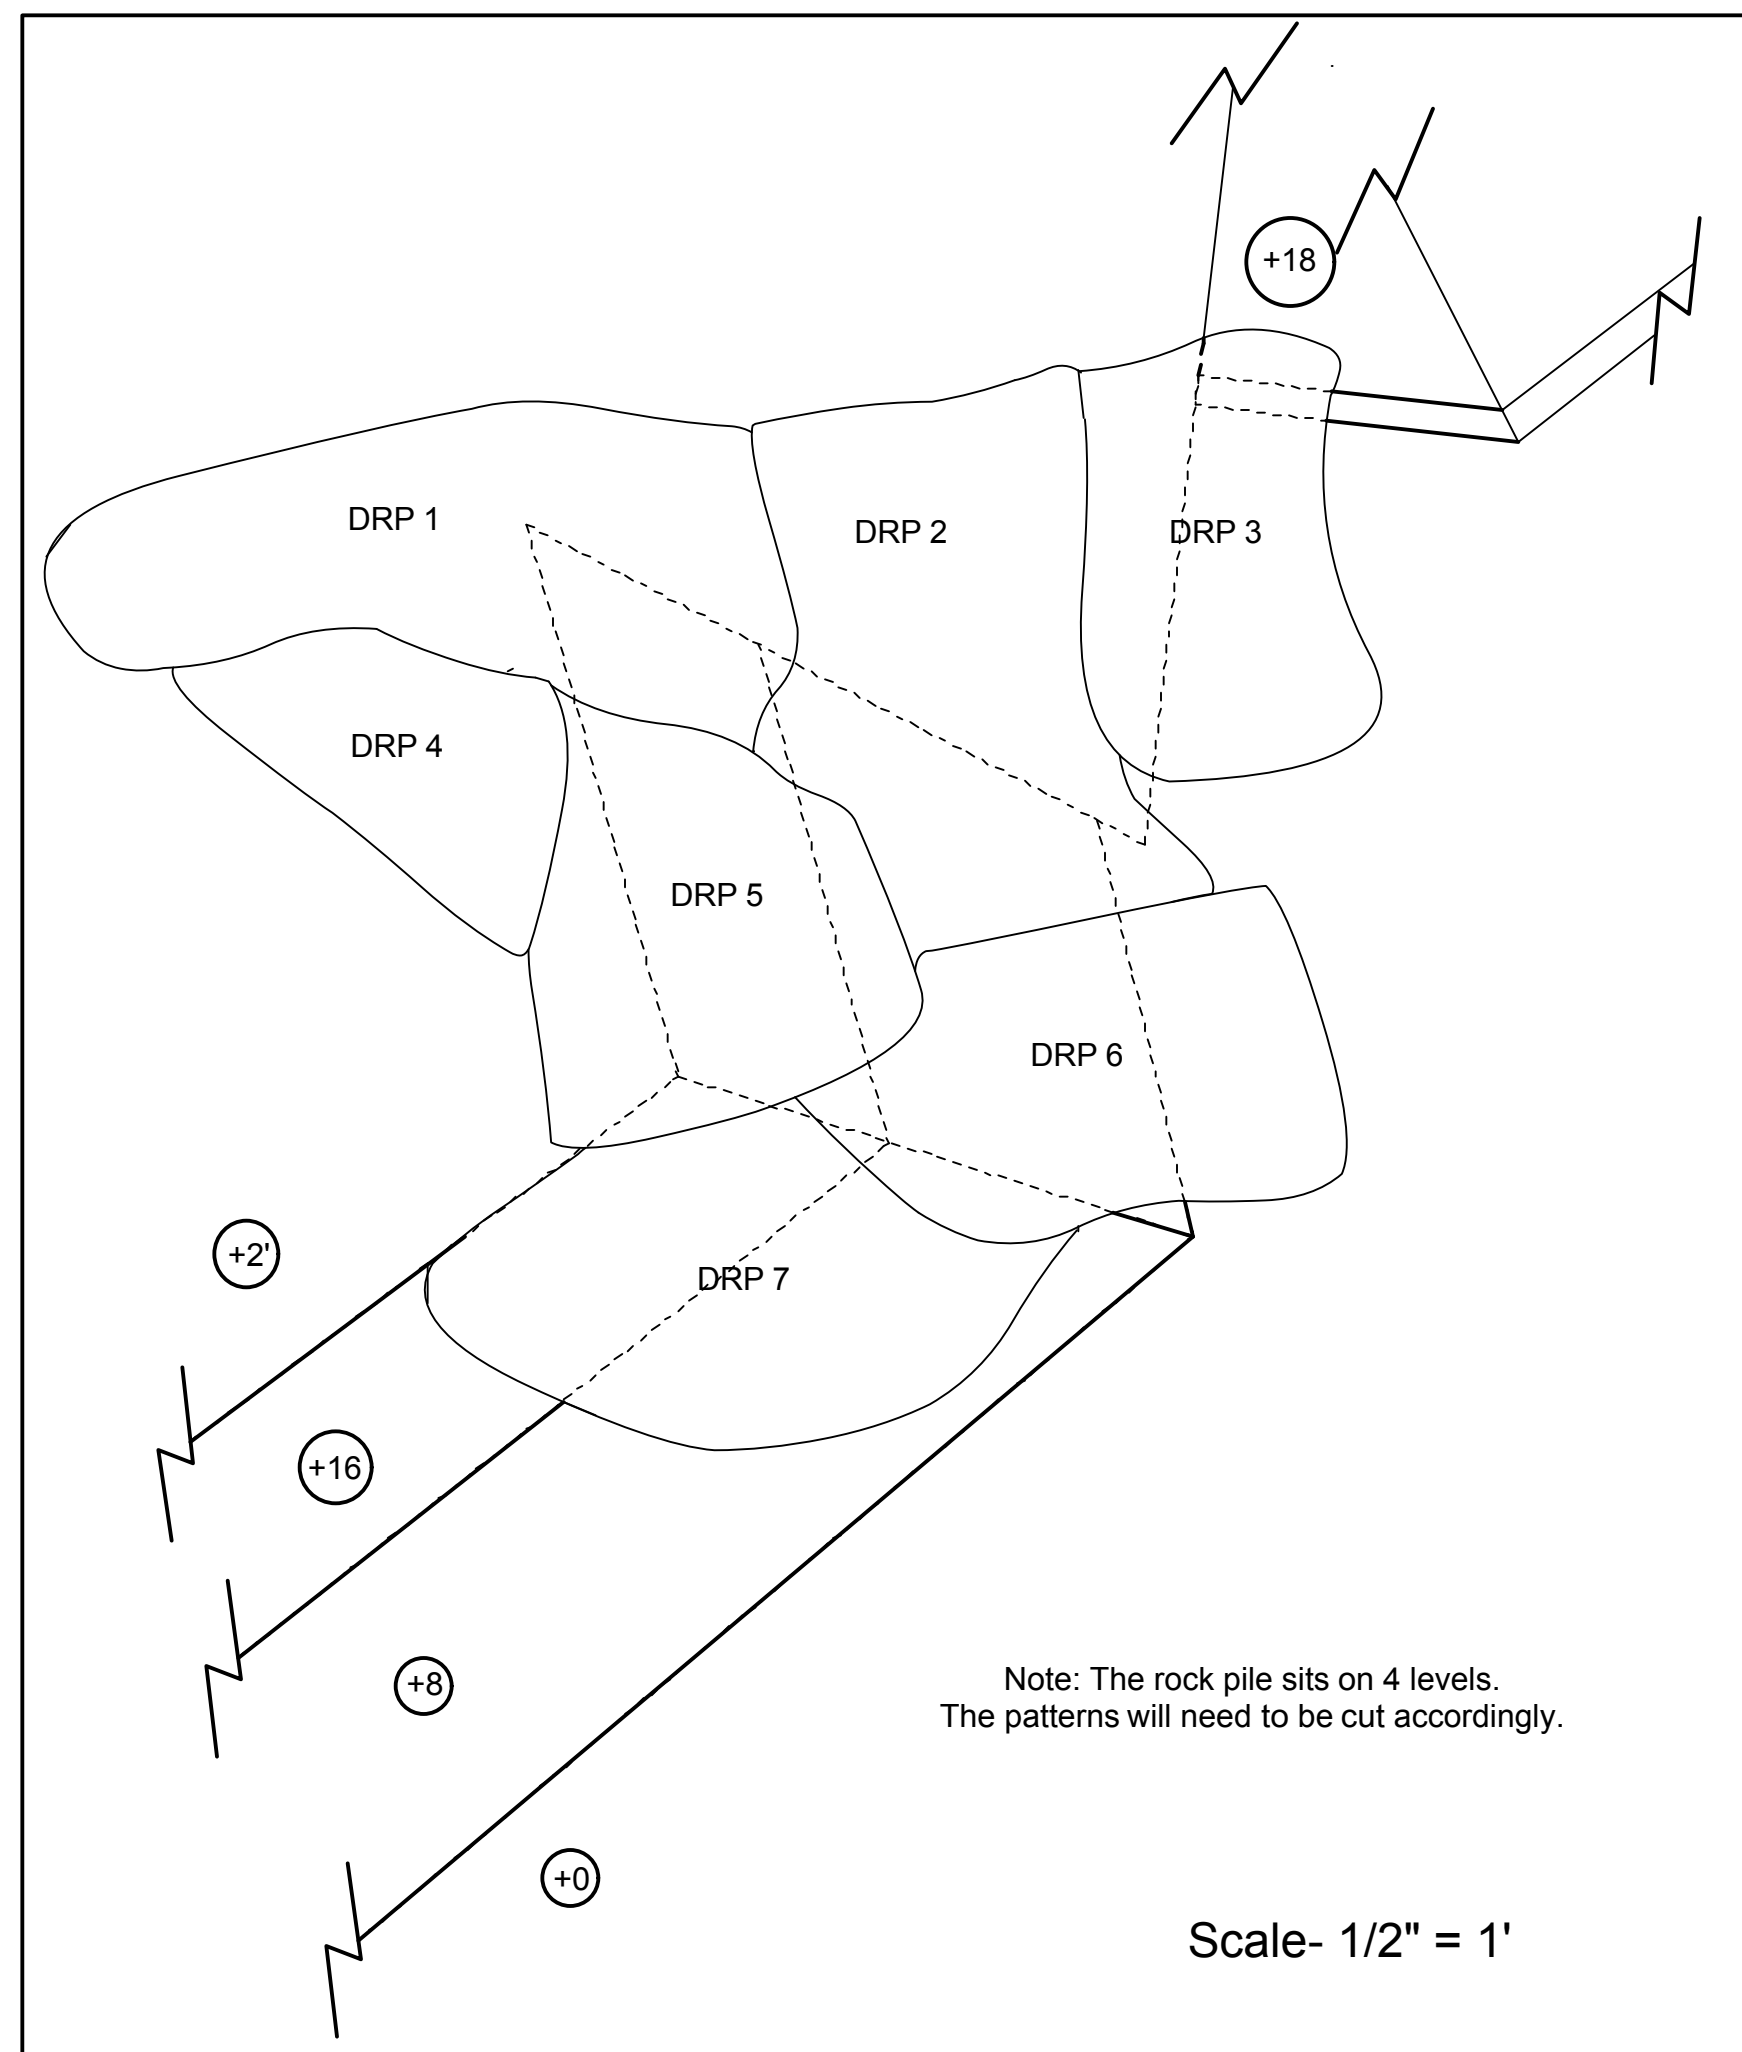 +18
DRP 1
DRP 2
DRP 3
DRP 4
DRP 5
DRP 6
+2'
DRP 7
+16
+8
Note: The rock pile sits on 4 levels.
The patterns will need to be cut accordingly.
+0
Scale- 1/2" = 1'